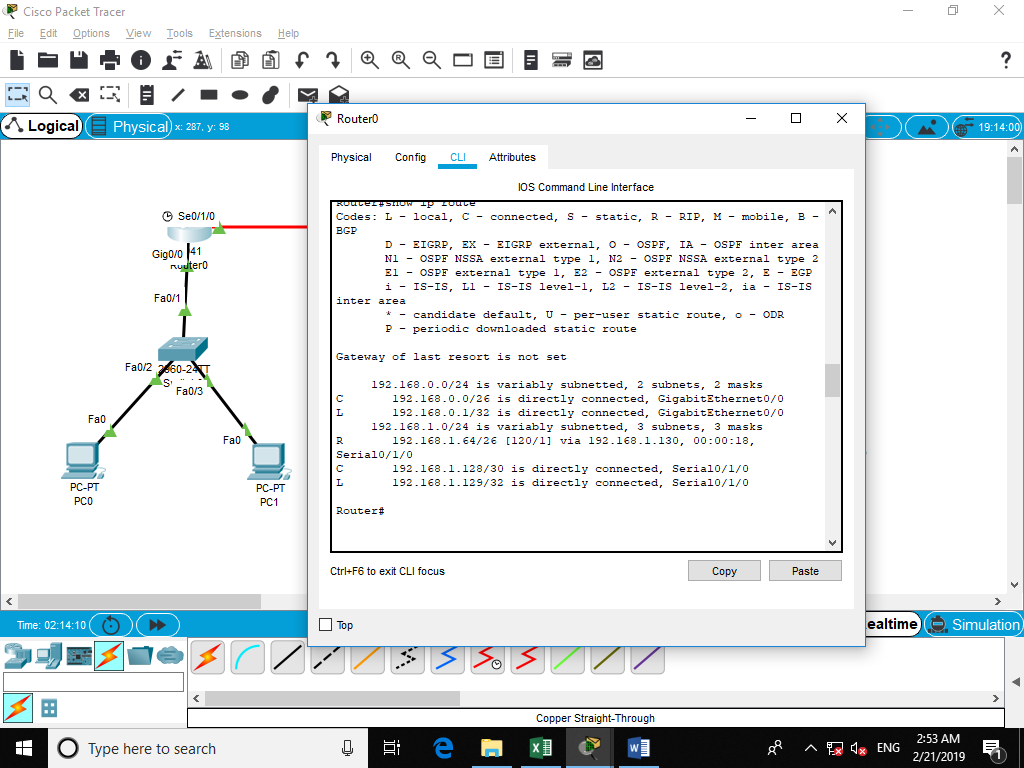 Cisco Packet Tracer
File Edit Options View Tools Extensions Help
Logical
Physical x: 287, y: 98
19:14:00
Router0
Physical Config CLI Attributes
IOS Command Line Interface
Router#show ip route
Codes: L - local, C - connected, S - static, R - RIP, M - mobile, B -
BGP
D - EIGRP, EX - EIGRP external, O - OSPF, IA - OSPF inter area
N1 - OSPF NSSA external type 1, N2 - OSPF NSSA external type 2
E1 - OSPF external type 1, E2 - OSPF external type 2, E - EGP
i - IS-IS, L1 - IS-IS level-1, L2 - IS-IS level-2, ia - IS-IS
inter area
* - candidate default, U - per-user static route, o - ODR
P - periodic downloaded static route
Gateway of last resort is not set
192.168.0.0/24 is variably subnetted, 2 subnets, 2 masks
C 192.168.0.0/26 is directly connected, GigabitEthernet0/0
L 192.168.0.1/32 is directly connected, GigabitEthernet0/0
192.168.1.0/24 is variably subnetted, 3 subnets, 3 masks
R 192.168.1.64/26 [120/1] via 192.168.1.130, 00:00:18,
Serial0/1/0
C 192.168.1.128/30 is directly connected, Serial0/1/0
L 192.168.1.129/32 is directly connected, Serial0/1/0
Router#
Ctrl+F6 to exit CLI focus
Copy
Paste
Top
Se0/1/0
Gig0/0 41
Router0
Fa0/1
Fa0/2 2960-24TT
Fa0/3
Fa0
Fa0
PC-PT
PC0
PC-PT
PC1
Time: 02:14:10
ealtime
Simulation
Copper Straight-Through
Type here to search
ENG
2:53 AM
2/21/2019
1